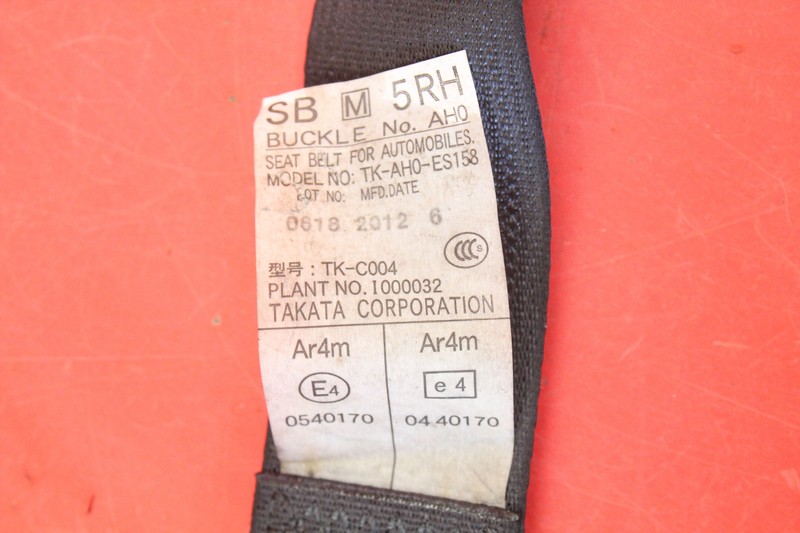 SB M 5RH
BUCKLE No. AH0
SEAT BELT FOR AUTOMOBILES.
MODEL NO: TK-AH0-ES158
LOT NO: MFD.DATE
0618 2012 6
CCC S
型号：TK-C004
PLANT NO. I000032
TAKATA CORPORATION
Ar4m Ar4m
E4 e 4
0540170 04 40170